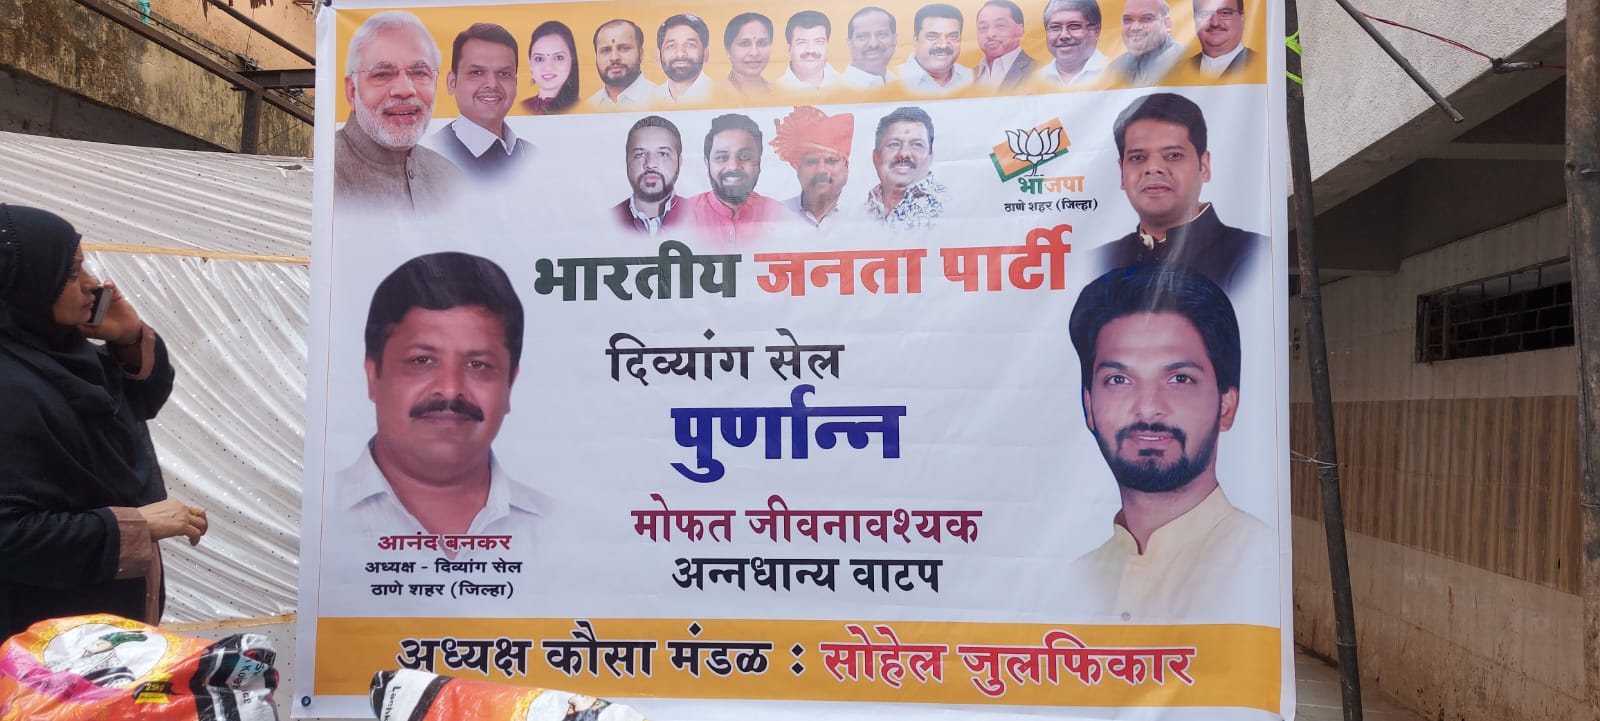 भाजपा
ठाणे शहर (जिल्हा)
भारतीय जनता पार्टी
दिव्यांग सेल
पुर्णान्न
मोफत जीवनावश्यक
अन्नधान्य वाटप
आनंद बनकर
अध्यक्ष - दिव्यांग सेल
ठाणे शहर (जिल्हा)
अध्यक्ष कौसा मंडळ : सोहेल जुलफिकार
25kg